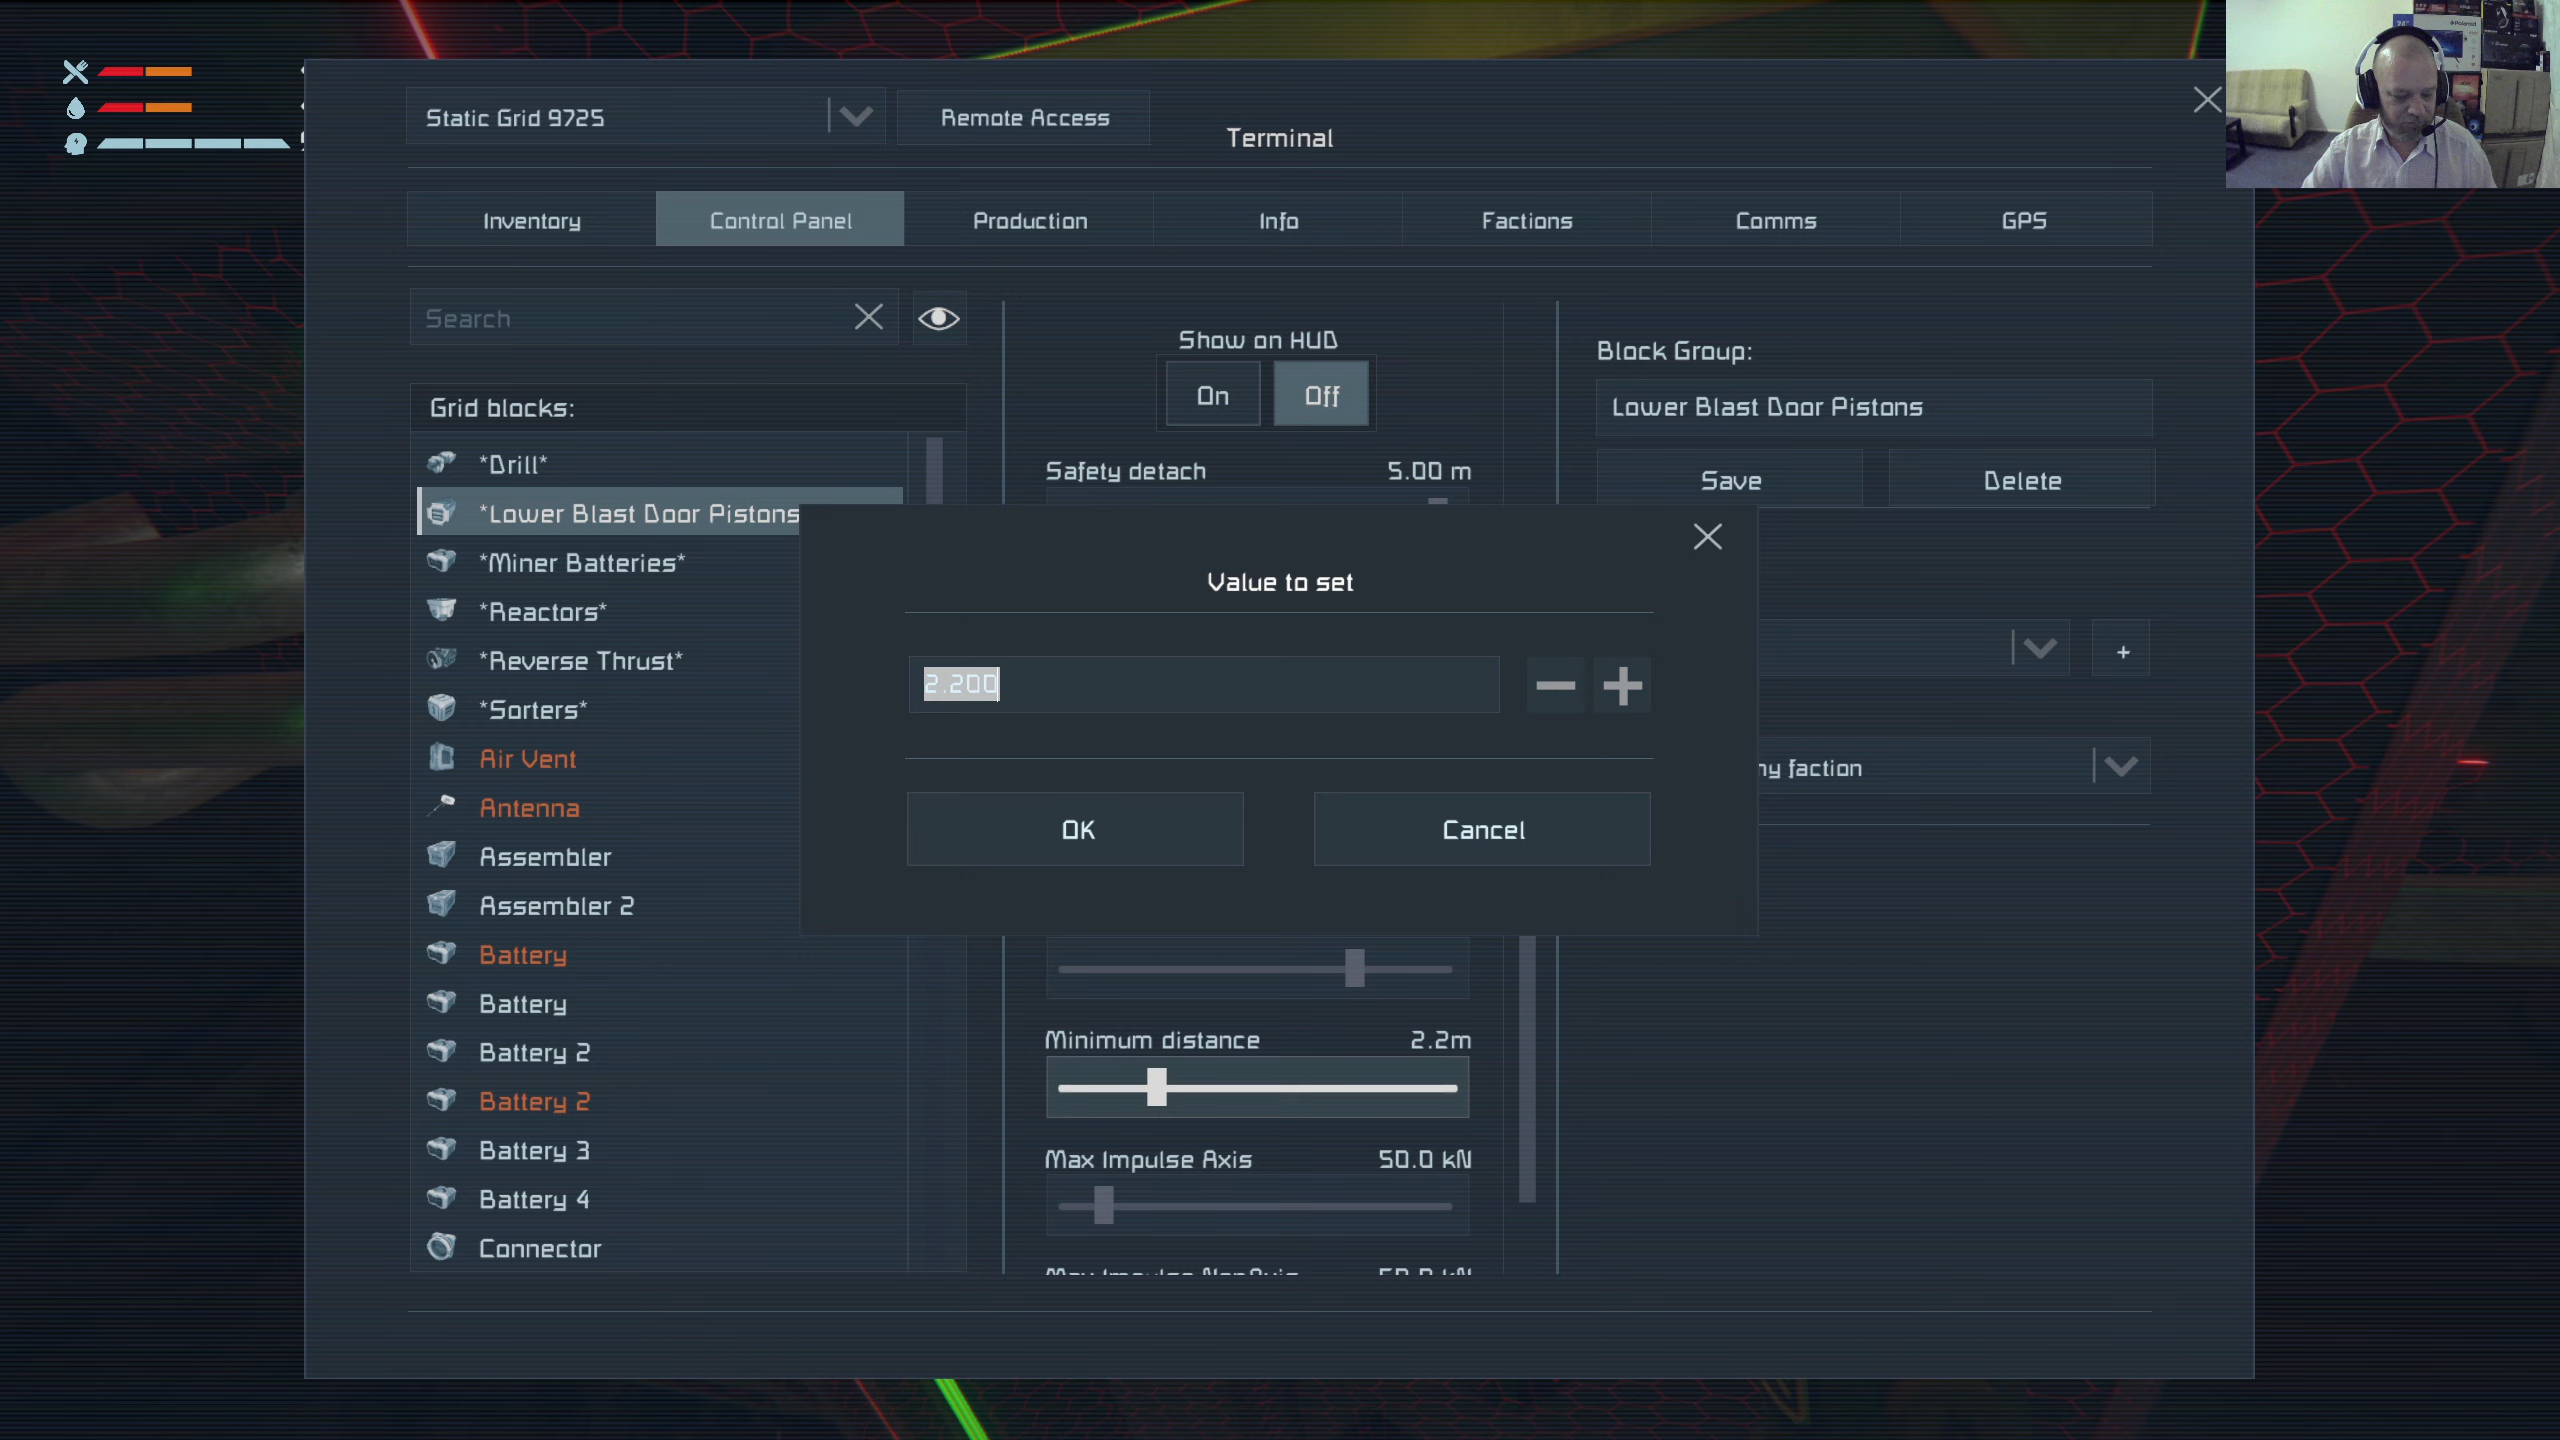 Static Grid 9725
Remote Access
Terminal
Inventory
Control Panel
Production
Info
Factions
Comms
GPS
Search
Show on HUD
On
Off
Block Group:
Lower Blast Door Pistons
Grid blocks:
*Drill*
*Lower Blast Door Pistons
*Miner Batteries*
*Reactors*
*Reverse Thrust*
*Sorters*
Air Vent
Antenna
Assembler
Assembler 2
Battery
Battery
Battery 2
Battery 2
Battery 3
Battery 4
Connector
Safety detach 5.00 m
Save
Delete
Value to set
2.200
OK
Cancel
+
ny faction
Minimum distance 2.2m
Max Impulse Axis 50.0 kN